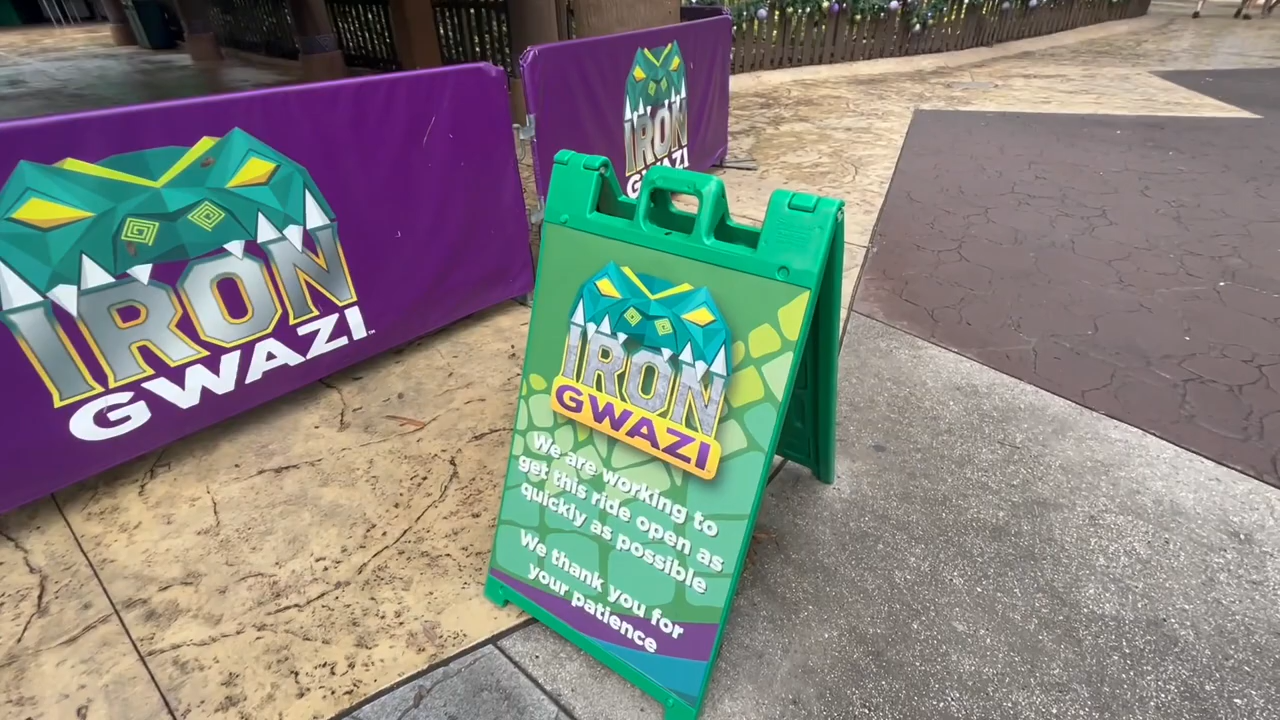 IRON
GWAZI™
IRON
GWAZI
IRON
GWAZI
We are working to
get this ride open as
quickly as possible
We thank you for
your patience